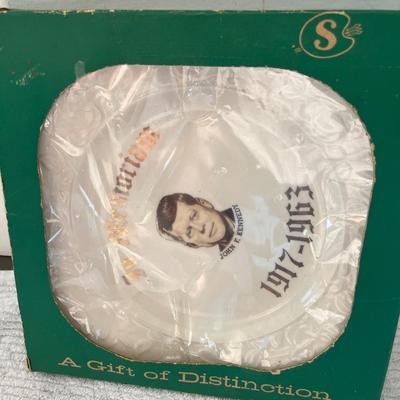 S
In Memoriam
JOHN F. KENNEDY
1917-1963
A Gift of Distinction